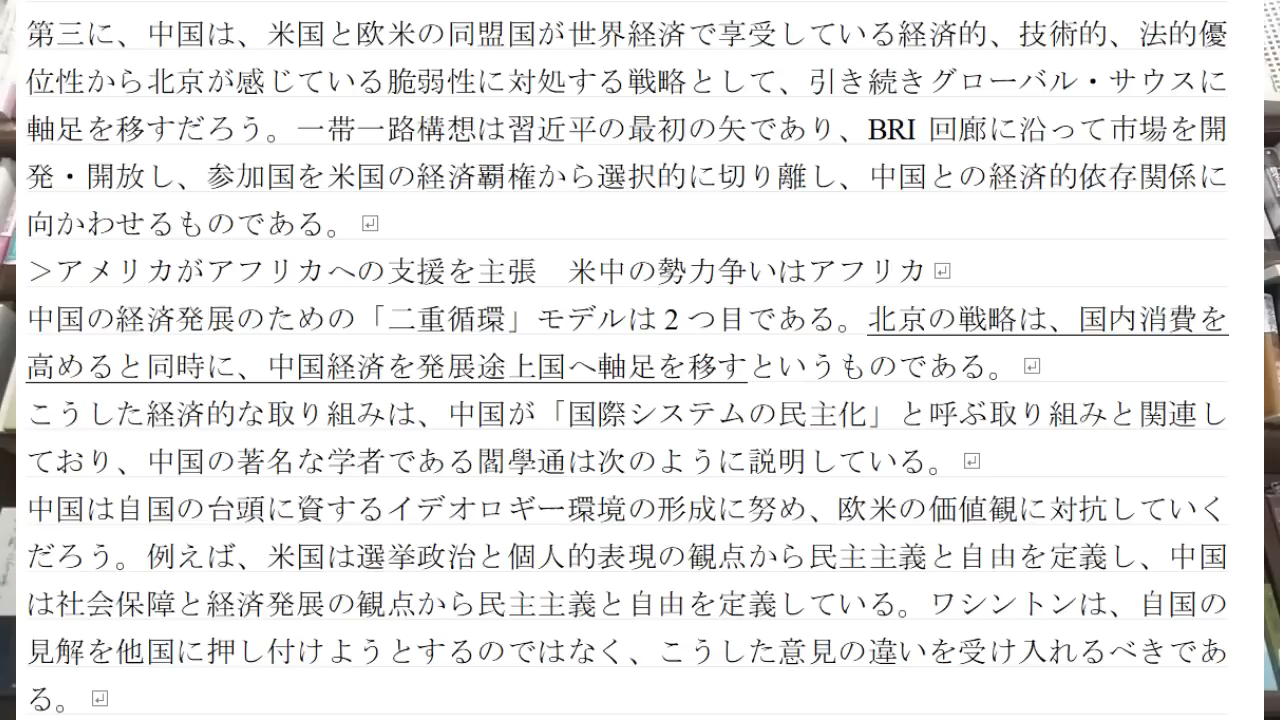 第三に、中国は、米国と欧米の同盟国が世界経済で享受している経済的、技術的、法的優
位性から北京が感じている脆弱性に対処する戦略として、引き続きグローバル・サウスに
軸足を移すだろう。一帯一路構想は習近平の最初の矢であり、BRI 回廊に沿って市場を開
発・開放し、参加国を米国の経済覇権から選択的に切り離し、中国との経済的依存関係に
向かわせるものである。
＞アメリカがアフリカへの支援を主張　米中の勢力争いはアフリカ
中国の経済発展のための「二重循環」モデルは 2 つ目である。北京の戦略は、国内消費を
高めると同時に、中国経済を発展途上国へ軸足を移すというものである。
こうした経済的な取り組みは、中国が「国際システムの民主化」と呼ぶ取り組みと関連し
ており、中国の著名な学者である閻學通は次のように説明している。
中国は自国の台頭に資するイデオロギー環境の形成に努め、欧米の価値観に対抗していく
だろう。例えば、米国は選挙政治と個人的表現の観点から民主主義と自由を定義し、中国
は社会保障と経済発展の観点から民主主義と自由を定義している。ワシントンは、自国の
見解を他国に押し付けようとするのではなく、こうした意見の違いを受け入れるべきであ
る。